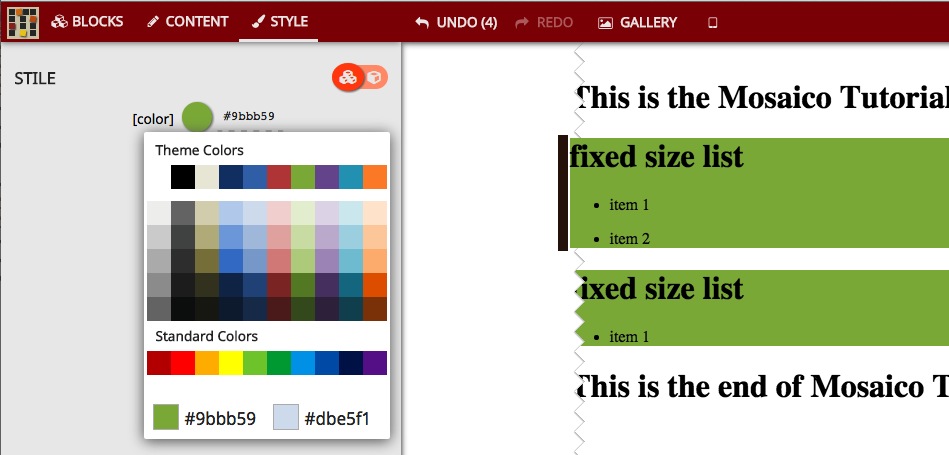 BLOCKS CONTENT STYLE UNDO (4) REDO GALLERY
STILE
[color] #9bbb59
Theme Colors
Standard Colors
#9bbb59 #dbe5f1
This is the Mosaico Tutorial
fixed size list
item 1
item 2
fixed size list
item 1
This is the end of Mosaico T